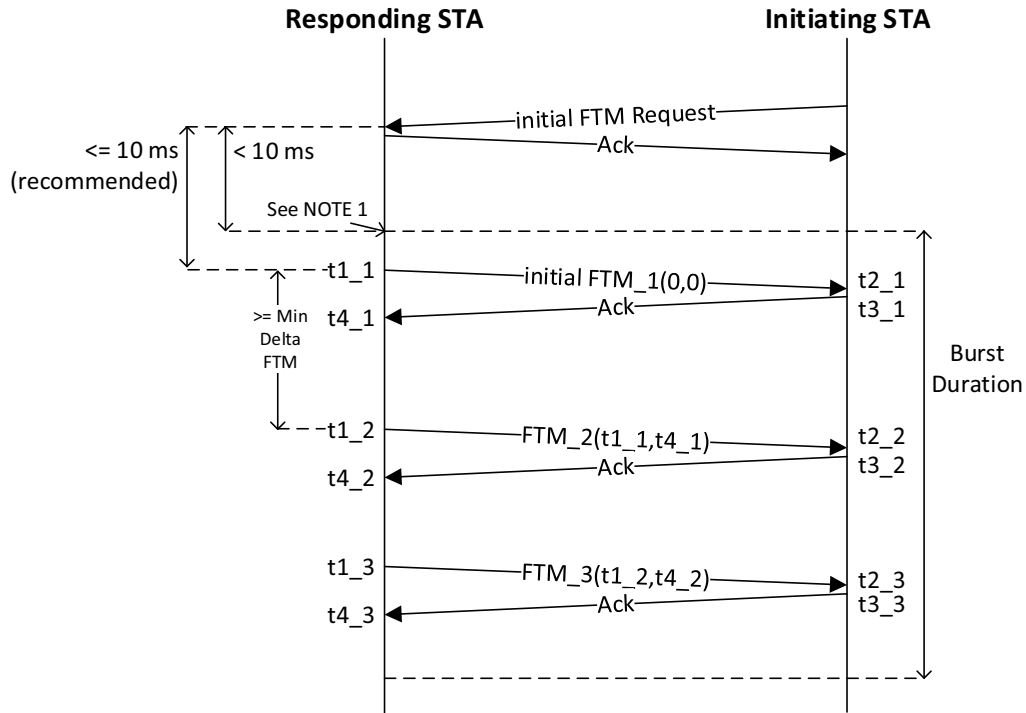 Responding STA
Initiating STA
initial FTM Request
Ack
<= 10 ms
(recommended)
< 10 ms
See NOTE 1
t1_1
initial FTM_1(0,0)
t2_1
Ack
t3_1
t4_1
>= Min
Delta
FTM
Burst
Duration
t1_2
FTM_2(t1_1,t4_1)
t2_2
Ack
t3_2
t4_2
t1_3
FTM_3(t1_2,t4_2)
t2_3
Ack
t3_3
t4_3